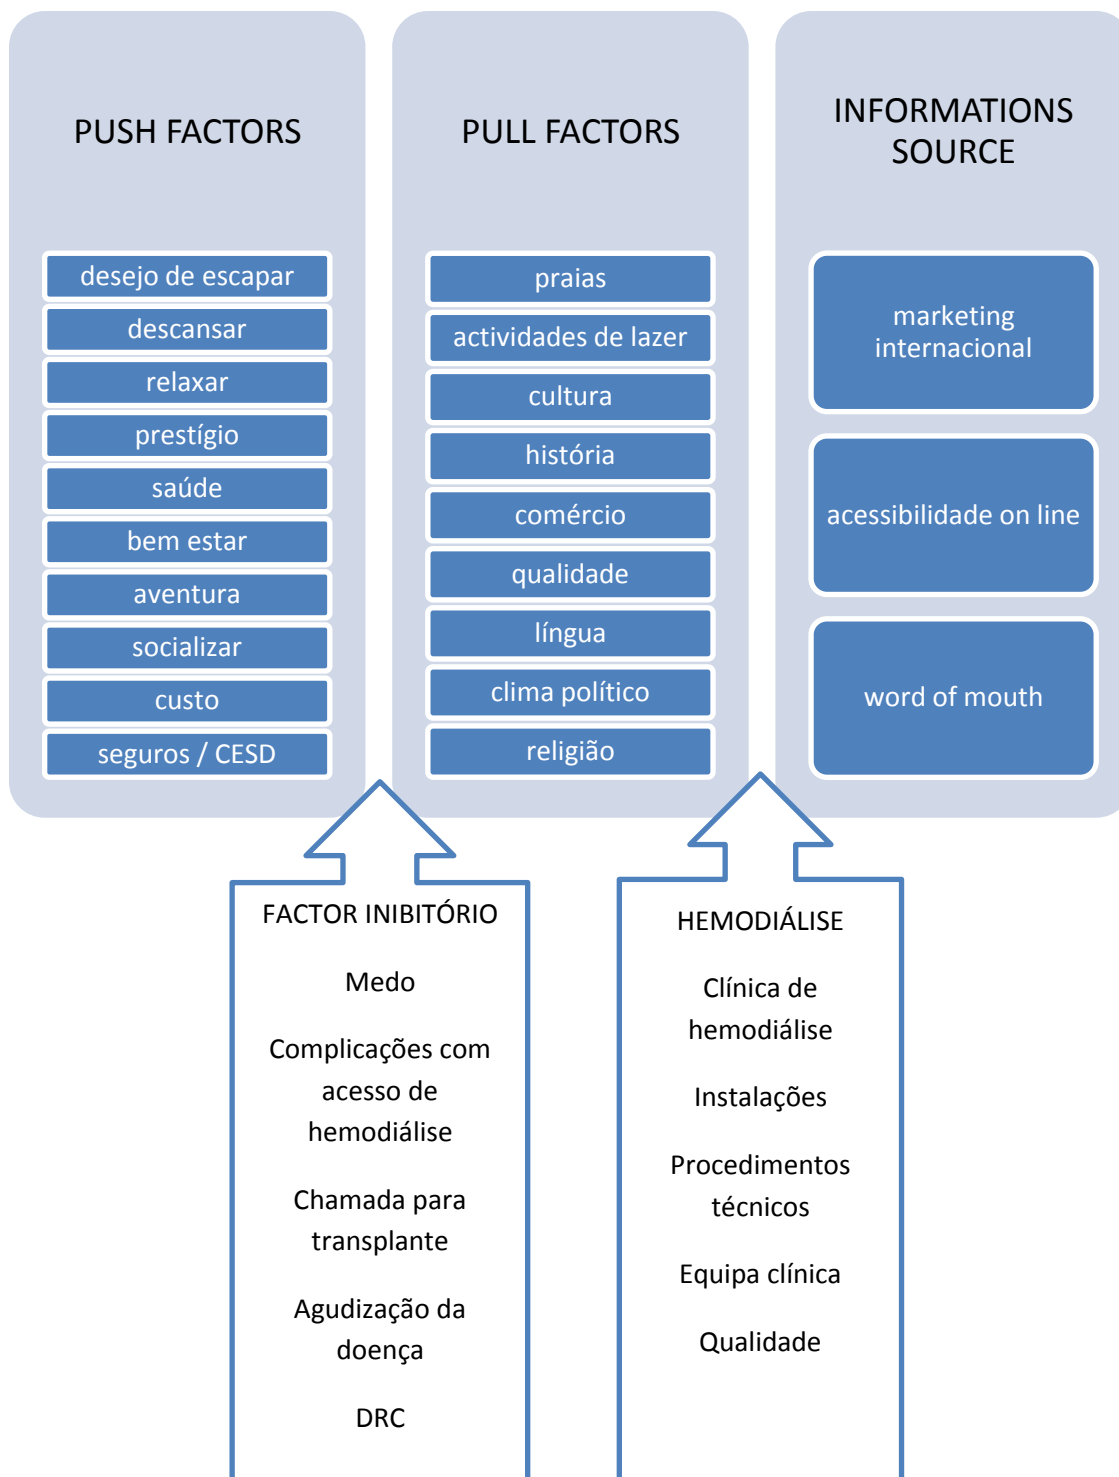 PUSH FACTORS
desejo de escapar
descansar
relaxar
prestígio
saúde
bem estar
aventura
socializar
custo
seguros / CESD
PULL FACTORS
praias
actividades de lazer
cultura
história
comércio
qualidade
língua
clima político
religião
INFORMATIONS
SOURCE
marketing
internacional
acessibilidade on line
word of mouth
FACTOR INIBITÓRIO
Medo
Complicações com
acesso de
hemodiálise
Chamada para
transplante
Agudização da
doença
DRC
HEMODIÁLISE
Clínica de
hemodiálise
Instalações
Procedimentos
técnicos
Equipa clínica
Qualidade